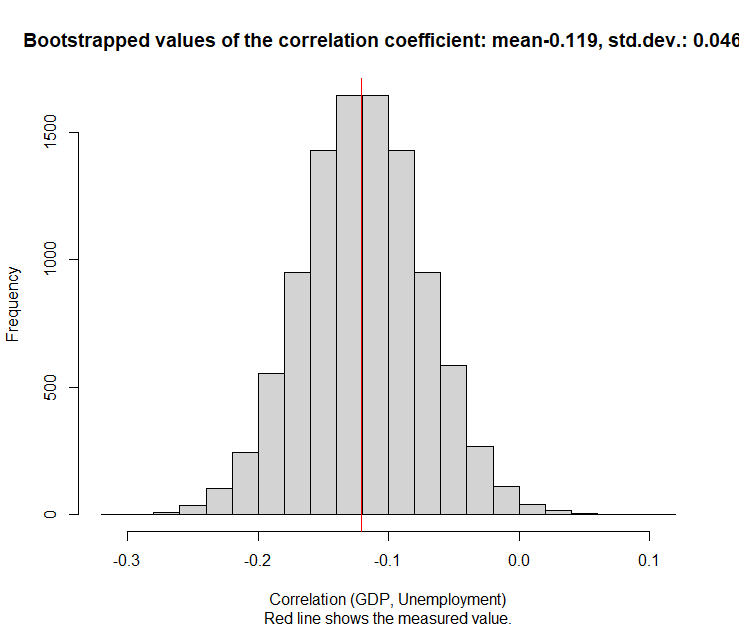 Bootstrapped values of the correlation coefficient: mean-0.119, std.dev.: 0.046
Frequency
1500
1000
500
0
-0.3 -0.2 -0.1 0.0 0.1
Correlation (GDP, Unemployment)
Red line shows the measured value.